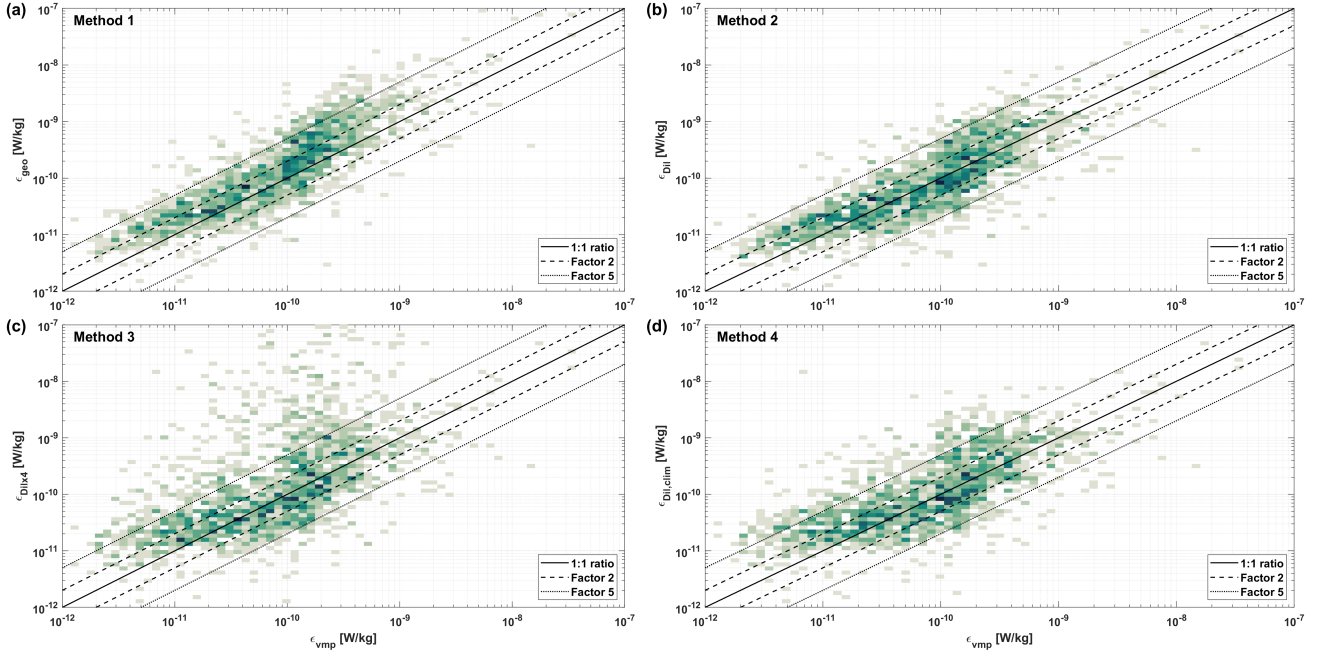 (a)
Method 1
10⁻⁷
10⁻⁸
10⁻⁹
10⁻¹⁰
10⁻¹¹
10⁻¹²
ϵgeo [W/kg]
1:1 ratio
Factor 2
Factor 5
10⁻¹² 10⁻¹¹ 10⁻¹⁰ 10⁻⁹ 10⁻⁸ 10⁻⁷
(b)
Method 2
10⁻⁷
10⁻⁸
10⁻⁹
10⁻¹⁰
10⁻¹¹
10⁻¹²
ϵDil [W/kg]
1:1 ratio
Factor 2
Factor 5
10⁻¹² 10⁻¹¹ 10⁻¹⁰ 10⁻⁹ 10⁻⁸ 10⁻⁷
(c)
Method 3
10⁻⁷
10⁻⁸
10⁻⁹
10⁻¹⁰
10⁻¹¹
10⁻¹²
ϵDilx4 [W/kg]
1:1 ratio
Factor 2
Factor 5
10⁻¹² 10⁻¹¹ 10⁻¹⁰ 10⁻⁹ 10⁻⁸ 10⁻⁷
ϵvmp [W/kg]
(d)
Method 4
10⁻⁷
10⁻⁸
10⁻⁹
10⁻¹⁰
10⁻¹¹
10⁻¹²
ϵDil,clim [W/kg]
1:1 ratio
Factor 2
Factor 5
10⁻¹² 10⁻¹¹ 10⁻¹⁰ 10⁻⁹ 10⁻⁸ 10⁻⁷
ϵvmp [W/kg]